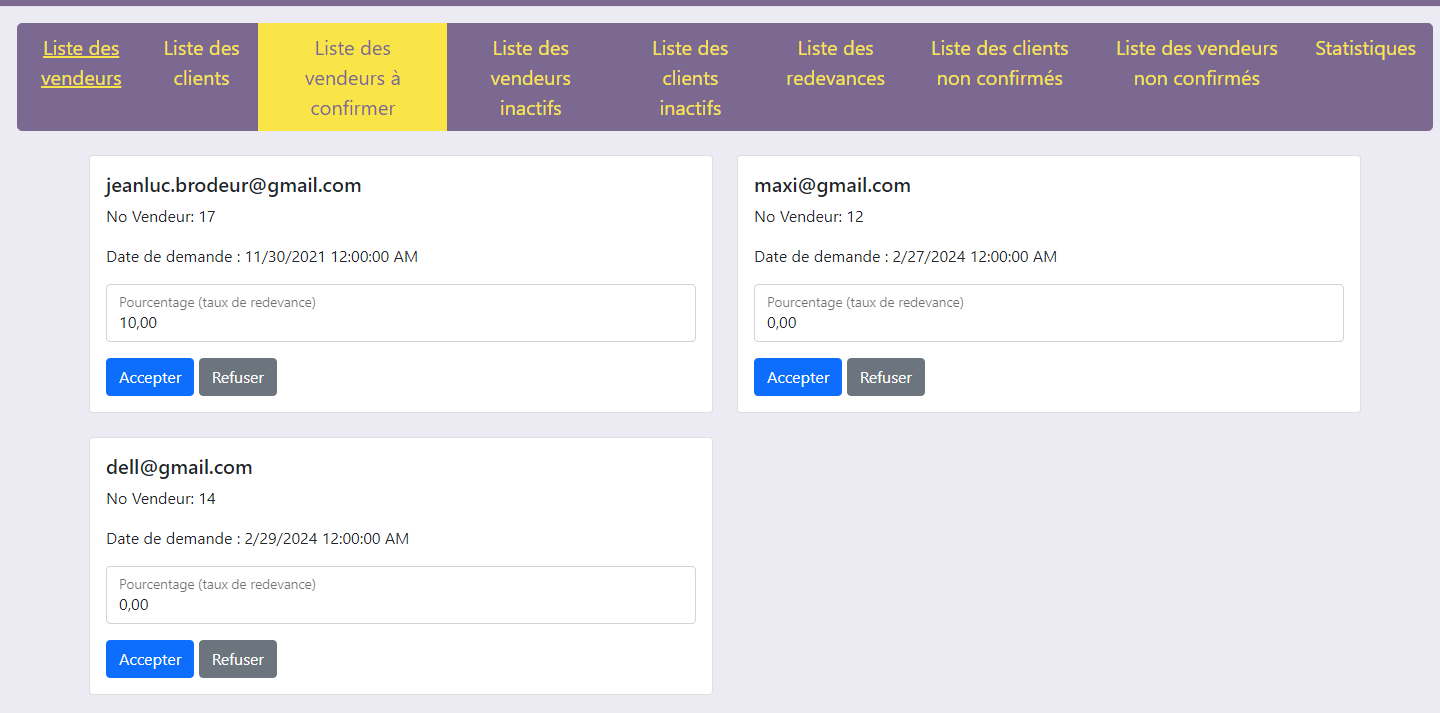 Liste des
vendeurs
Liste des
clients
Liste des
vendeurs à
confirmer
Liste des
vendeurs
inactifs
Liste des
clients
inactifs
Liste des
redevances
Liste des clients
non confirmés
Liste des vendeurs
non confirmés
Statistiques
jeanluc.brodeur@gmail.com
No Vendeur: 17
Date de demande : 11/30/2021 12:00:00 AM
Pourcentage (taux de redevance)
10,00
Accepter Refuser
maxi@gmail.com
No Vendeur: 12
Date de demande : 2/27/2024 12:00:00 AM
Pourcentage (taux de redevance)
0,00
Accepter Refuser
dell@gmail.com
No Vendeur: 14
Date de demande : 2/29/2024 12:00:00 AM
Pourcentage (taux de redevance)
0,00
Accepter Refuser